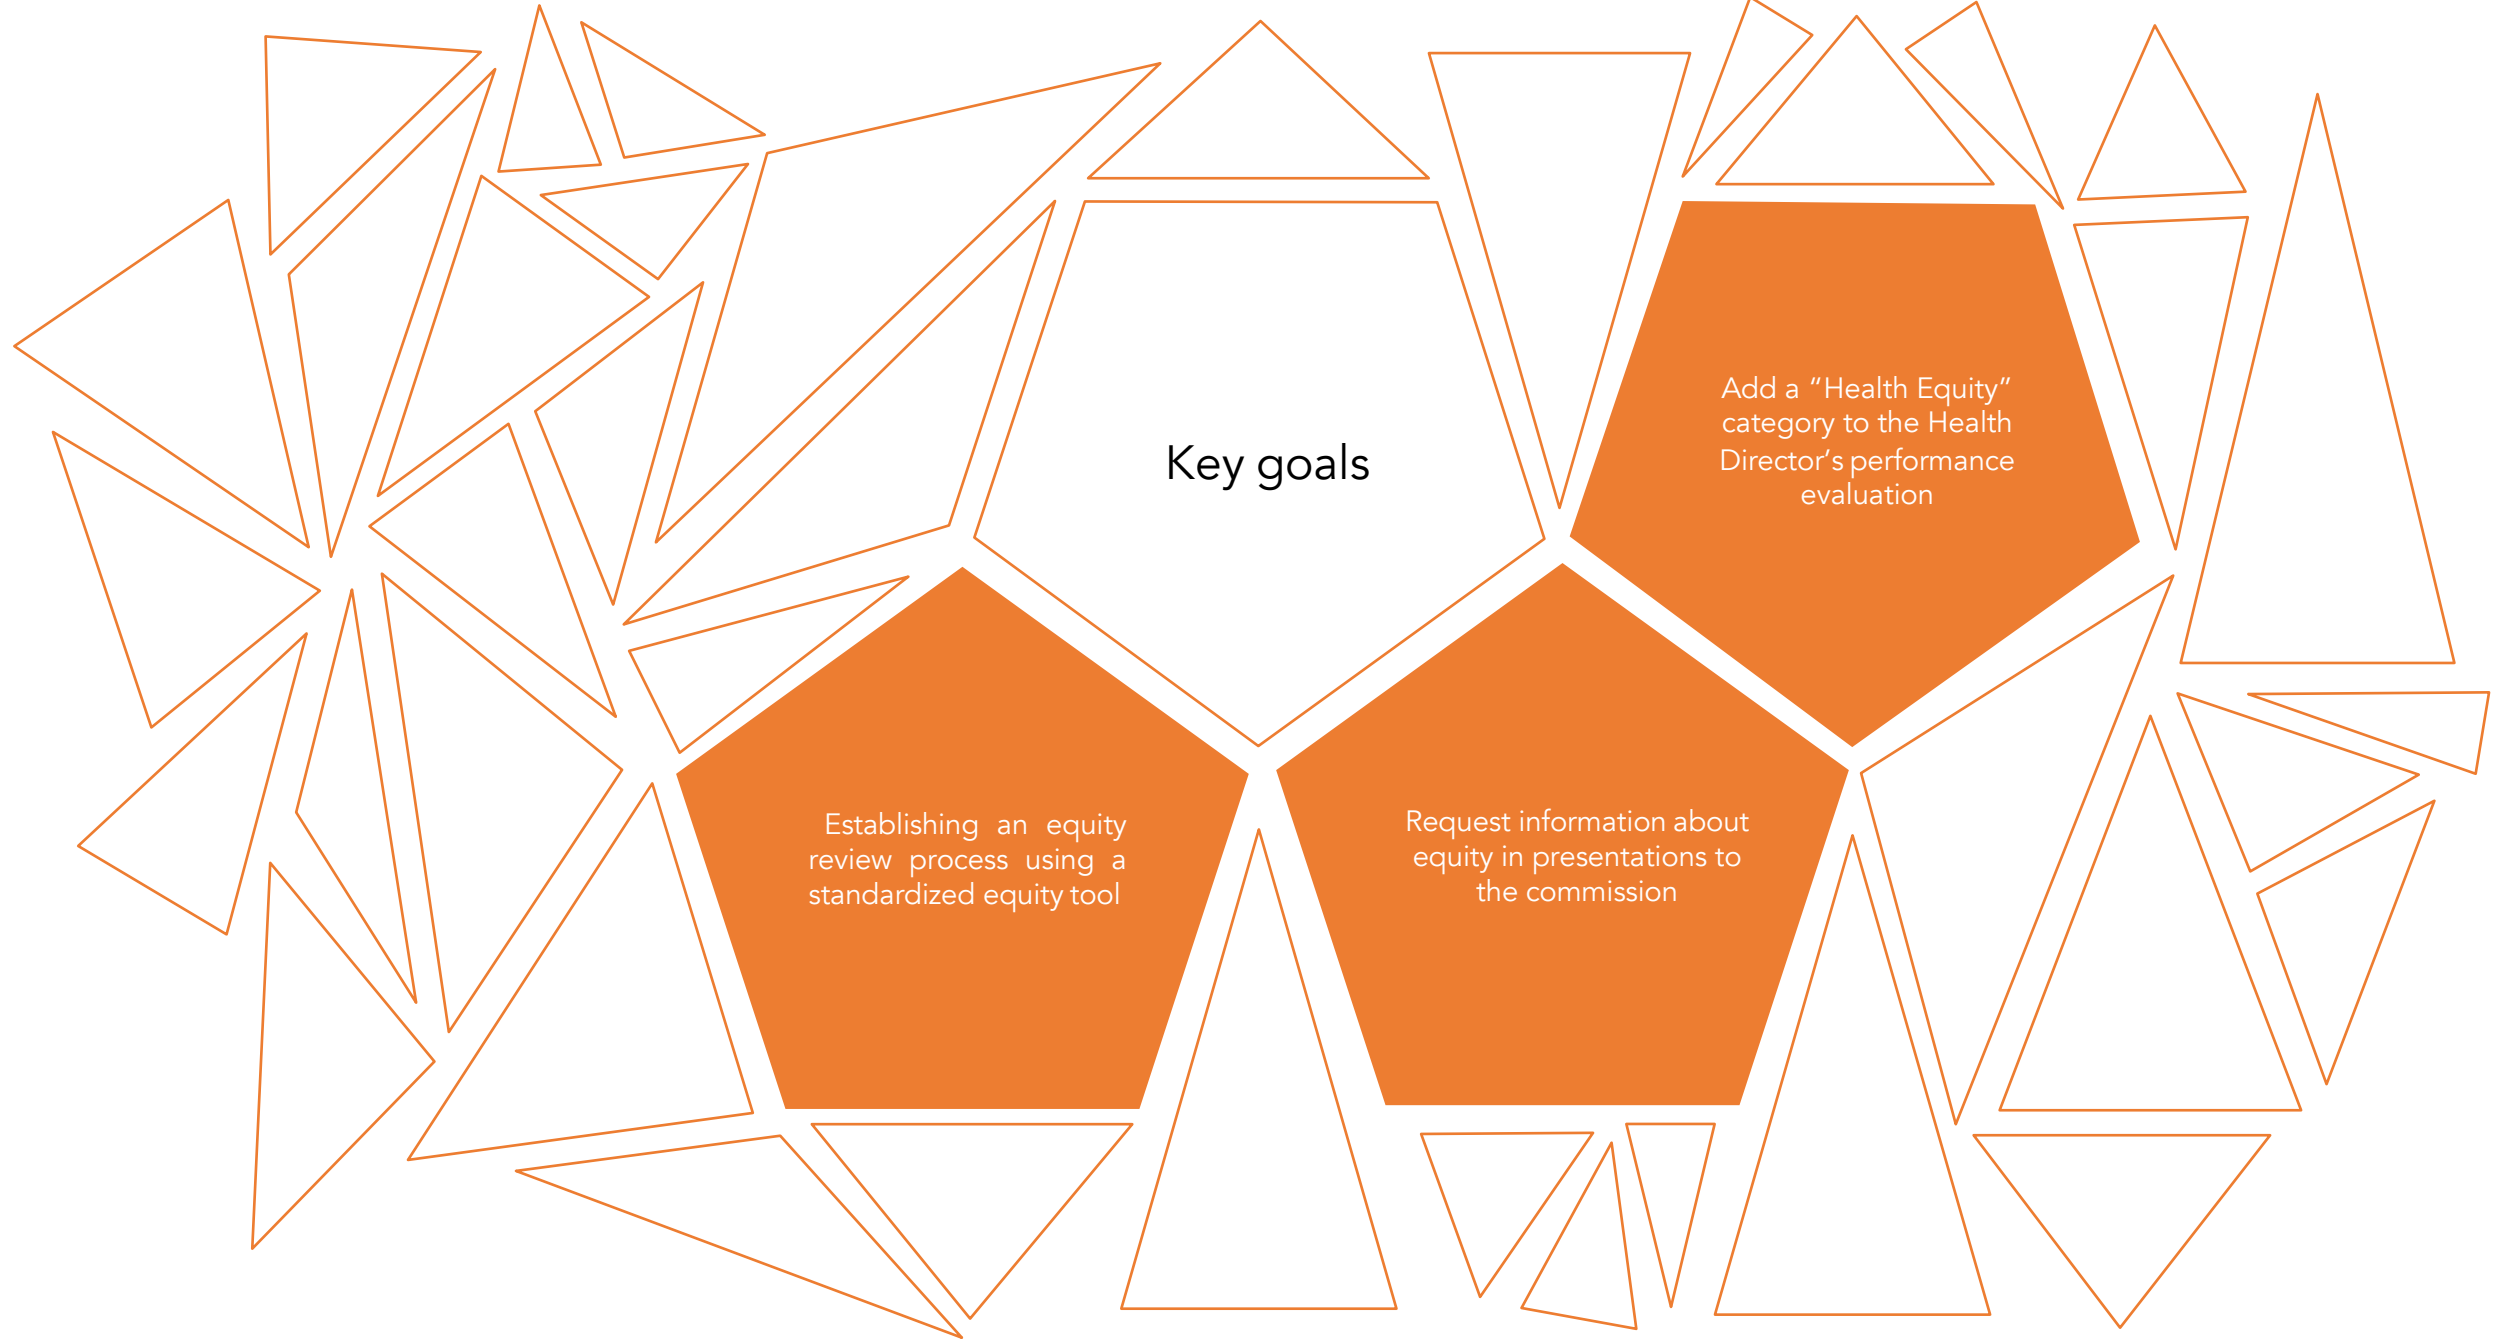 Key goals
Add a “Health Equity“
category to the Health
Director’s performance
evaluation
Establishing an equity
review process using a
standardized equity tool
Request information about
equity in presentations to
the commission